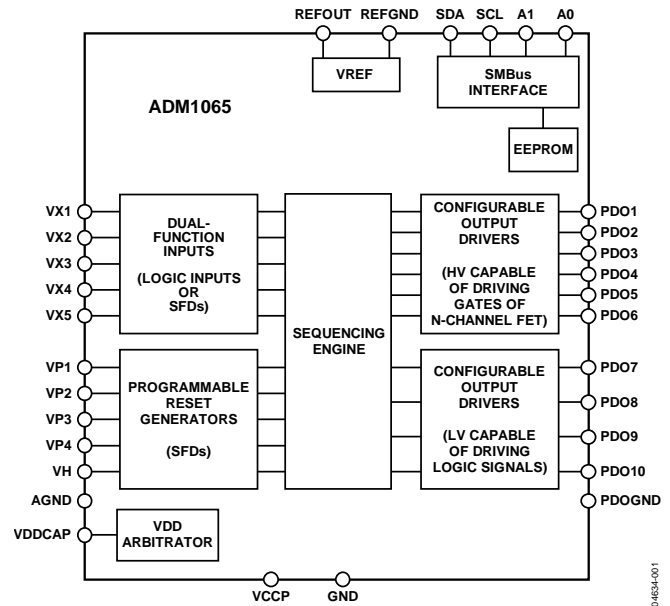 REFOUT REFGND SDA SCL A1 A0
VREF
SMBus
INTERFACE
ADM1065
EEPROM
VX1
VX2
VX3
VX4
VX5
DUAL-
FUNCTION
INPUTS
(LOGIC INPUTS
OR
SFDs)
SEQUENCING
ENGINE
CONFIGURABLE
OUTPUT
DRIVERS
(HV CAPABLE
OF DRIVING
GATES OF
N-CHANNEL FET)
PDO1
PDO2
PDO3
PDO4
PDO5
PDO6
VP1
VP2
VP3
VP4
VH
PROGRAMMABLE
RESET
GENERATORS
(SFDs)
CONFIGURABLE
OUTPUT
DRIVERS
(LV CAPABLE
OF DRIVING
LOGIC SIGNALS)
PDO7
PDO8
PDO9
PDO10
AGND
PDOGND
VDDCAP
VDD
ARBITRATOR
VCCP GND
04634-001